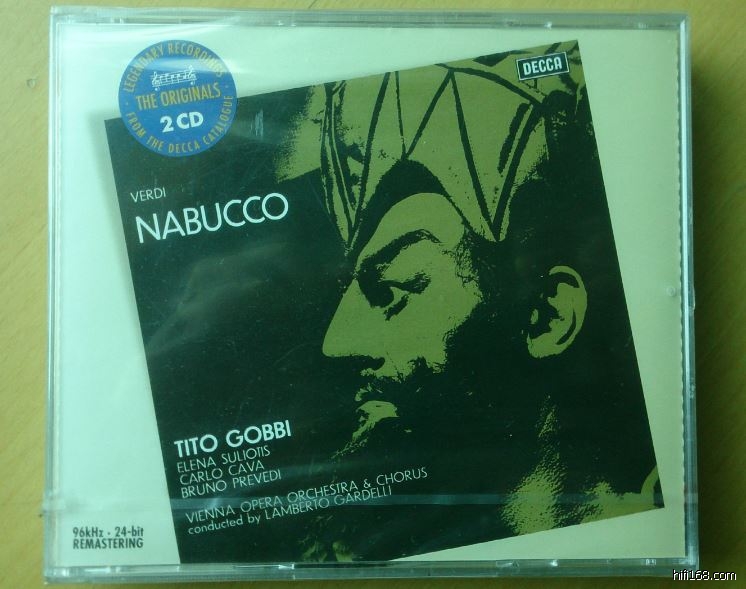 LEGENDARY RECORDINGS
THE ORIGINALS
2 CD
FROM THE DECCA CATALOGUE
DECCA
VERDI
NABUCCO
TITO GOBBI
ELENA SULIOTIS
CARLO CAVA
BRUNO PREVEDI
VIENNA OPERA ORCHESTRA & CHORUS
conducted by LAMBERTO GARDELLI
96kHz · 24-bit
REMASTERING
hifi168.com